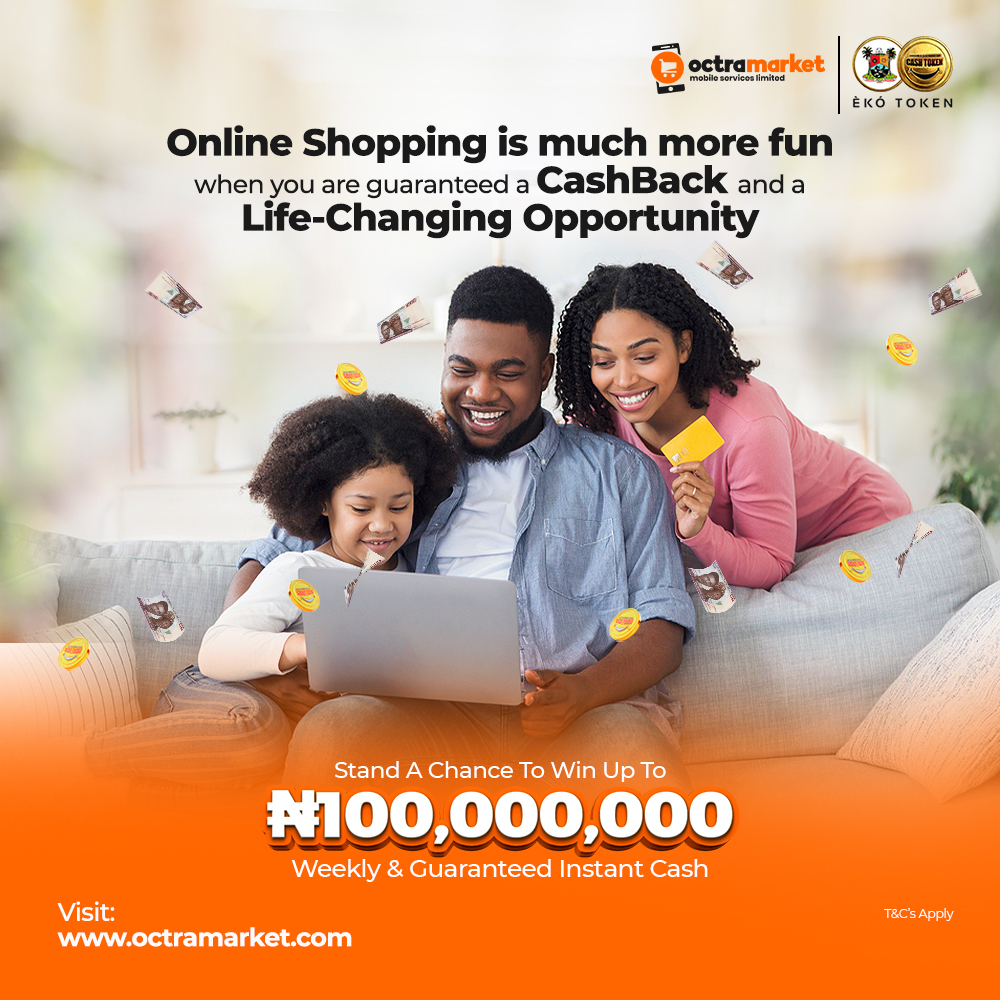 octramarket
mobile services limited
CASH TOKEN
ÈKÓ TOKEN
Online Shopping is much more fun
when you are guaranteed a CashBack and a
Life-Changing Opportunity
Stand A Chance To Win Up To
₦100,000,000
Weekly & Guaranteed Instant Cash
Visit:
www.octramarket.com
T&C's Apply